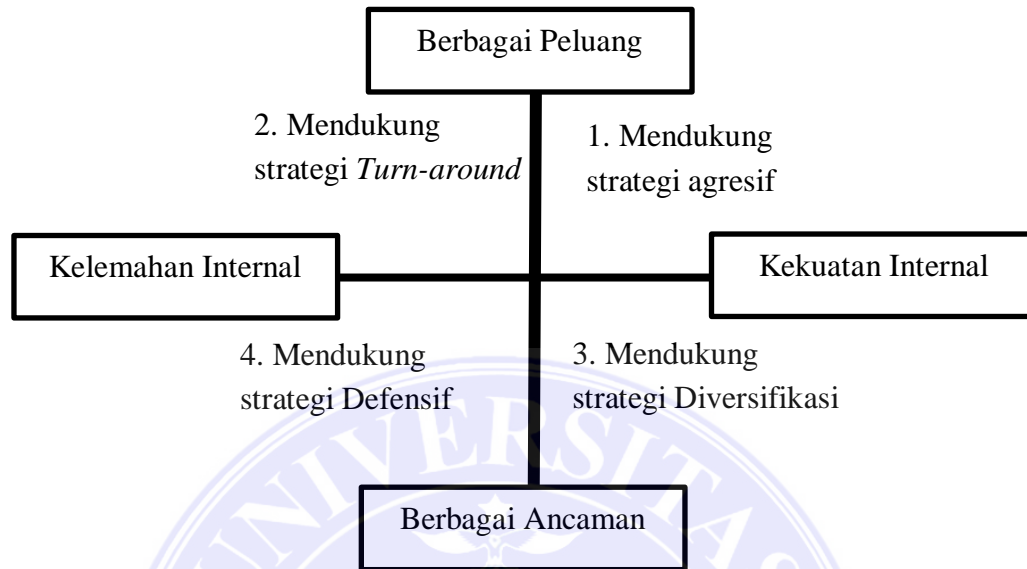 Berbagai Peluang
2. Mendukung
strategi Turn-around
1. Mendukung
strategi agresif
Kelemahan Internal
Kekuatan Internal
4. Mendukung
strategi Defensif
3. Mendukung
strategi Diversifikasi
UNIVERSITAS
Berbagai Ancaman